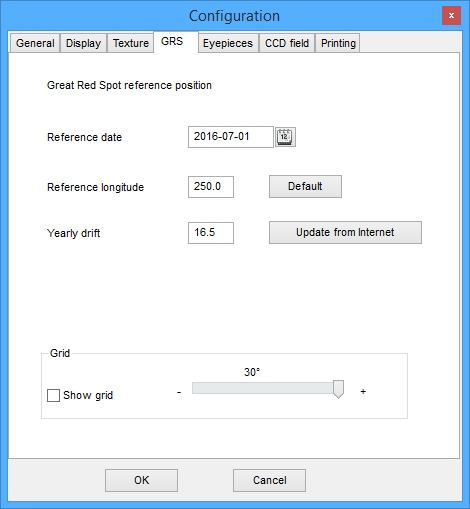 Configuration
x
General Display Texture GRS Eyepieces CCD field Printing
Great Red Spot reference position
Reference date 2016-07-01 12
Reference longitude 250.0 Default
Yearly drift 16.5 Update from Internet
Grid
30°
Show grid - +
OK Cancel